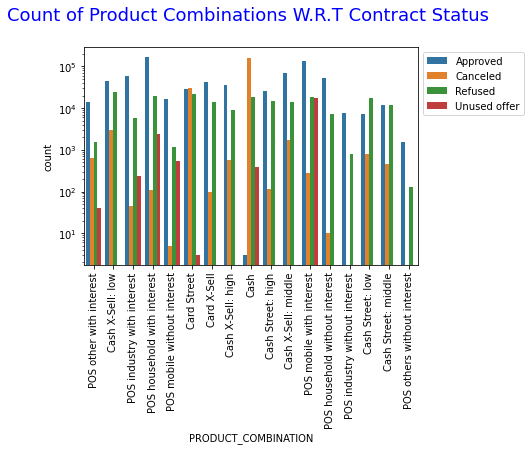 Count of Product Combinations W.R.T Contract Status
Approved
Canceled
Refused
Unused offer
count
10^5
10^4
10^3
10^2
10^1
POS other with interest
Cash X-Sell: low
POS industry with interest
POS household with interest
POS mobile without interest
Card Street
Card X-Sell
Cash X-Sell: high
Cash
Cash Street: high
Cash X-Sell: middle
POS mobile with interest
POS household without interest
POS industry without interest
Cash Street: low
Cash Street: middle
POS others without interest
PRODUCT_COMBINATION